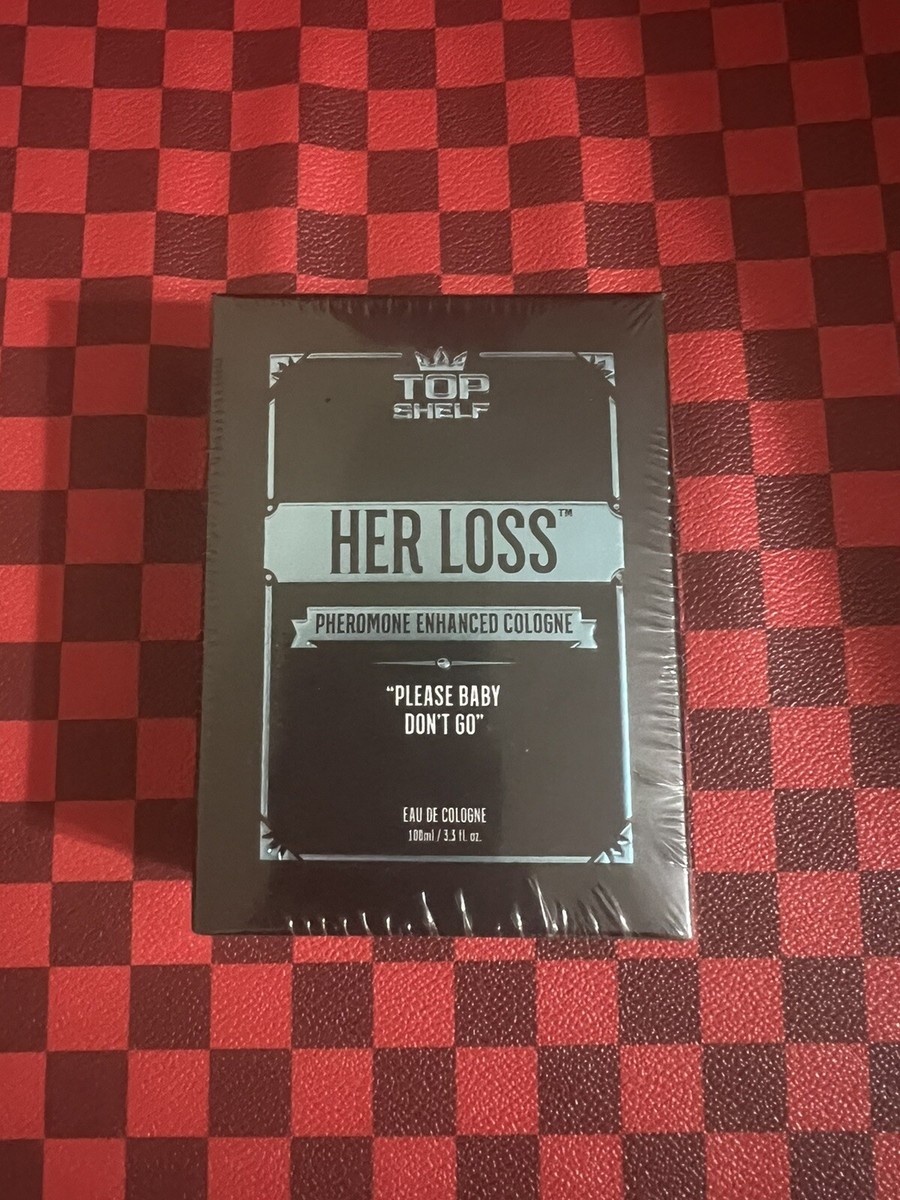 TOP
SHELF
HER LOSS™
PHEROMONE ENHANCED COLOGNE
“PLEASE BABY
DON'T GO”
EAU DE COLOGNE
100ml / 3.3 fl. oz.